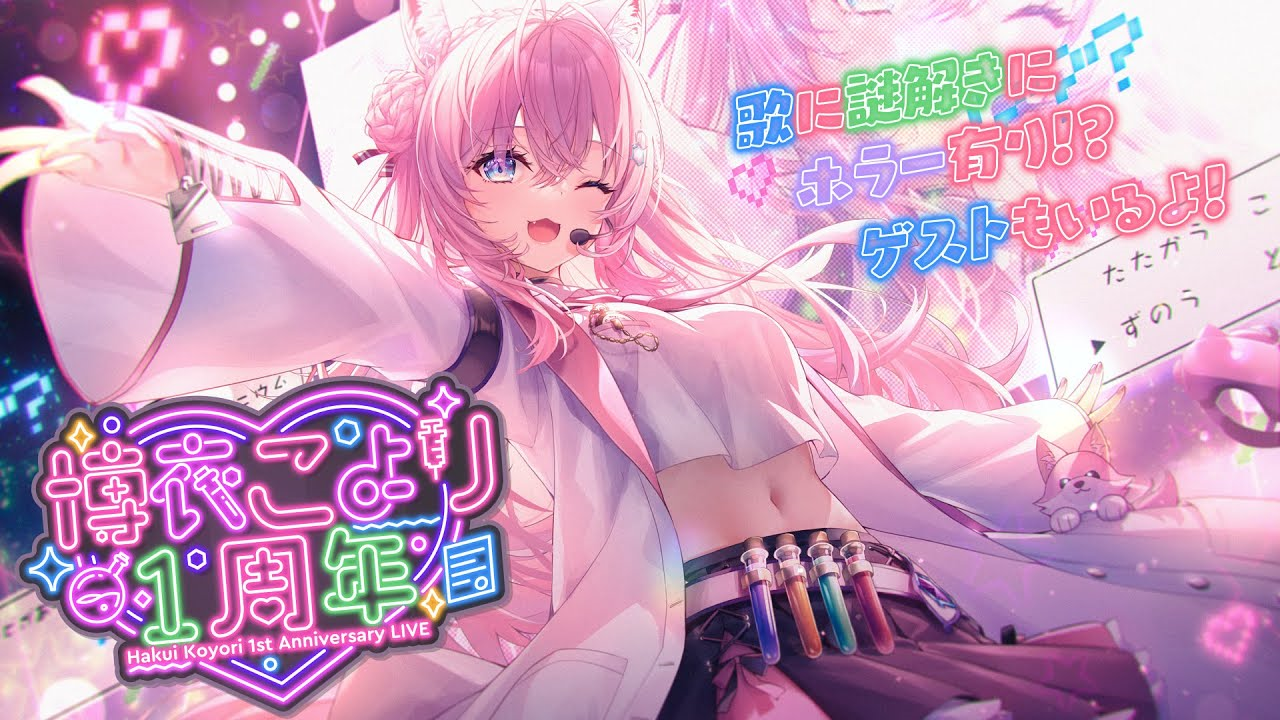 歌に謎解きに
ホラー有り!?
ゲストもいるよ!
たたかう
こ
▶ずのう
と
博衣こより
1周年
Hakui Koyori 1st Anniversary LIVE